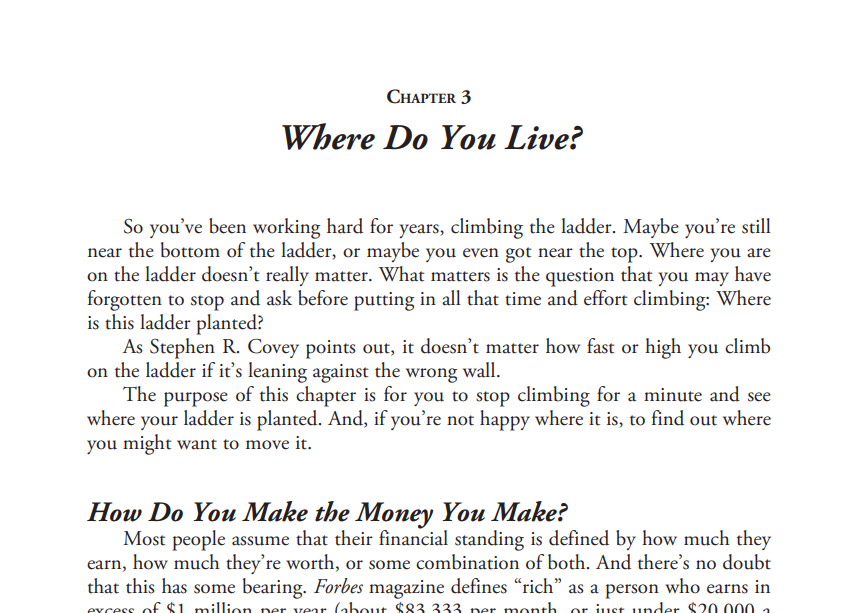 CHAPTER 3
Where Do You Live?
So you’ve been working hard for years, climbing the ladder. Maybe you’re still
near the bottom of the ladder, or maybe you even got near the top. Where you are
on the ladder doesn’t really matter. What matters is the question that you may have
forgotten to stop and ask before putting in all that time and effort climbing: Where
is this ladder planted?
As Stephen R. Covey points out, it doesn’t matter how fast or high you climb
on the ladder if it’s leaning against the wrong wall.
The purpose of this chapter is for you to stop climbing for a minute and see
where your ladder is planted. And, if you’re not happy where it is, to find out where
you might want to move it.
How Do You Make the Money You Make?
Most people assume that their financial standing is defined by how much they
earn, how much they’re worth, or some combination of both. And there’s no doubt
that this has some bearing. Forbes magazine defines “rich” as a person who earns in
excess of $1 million per year (about $83,333 per month, or just under $20,000 a